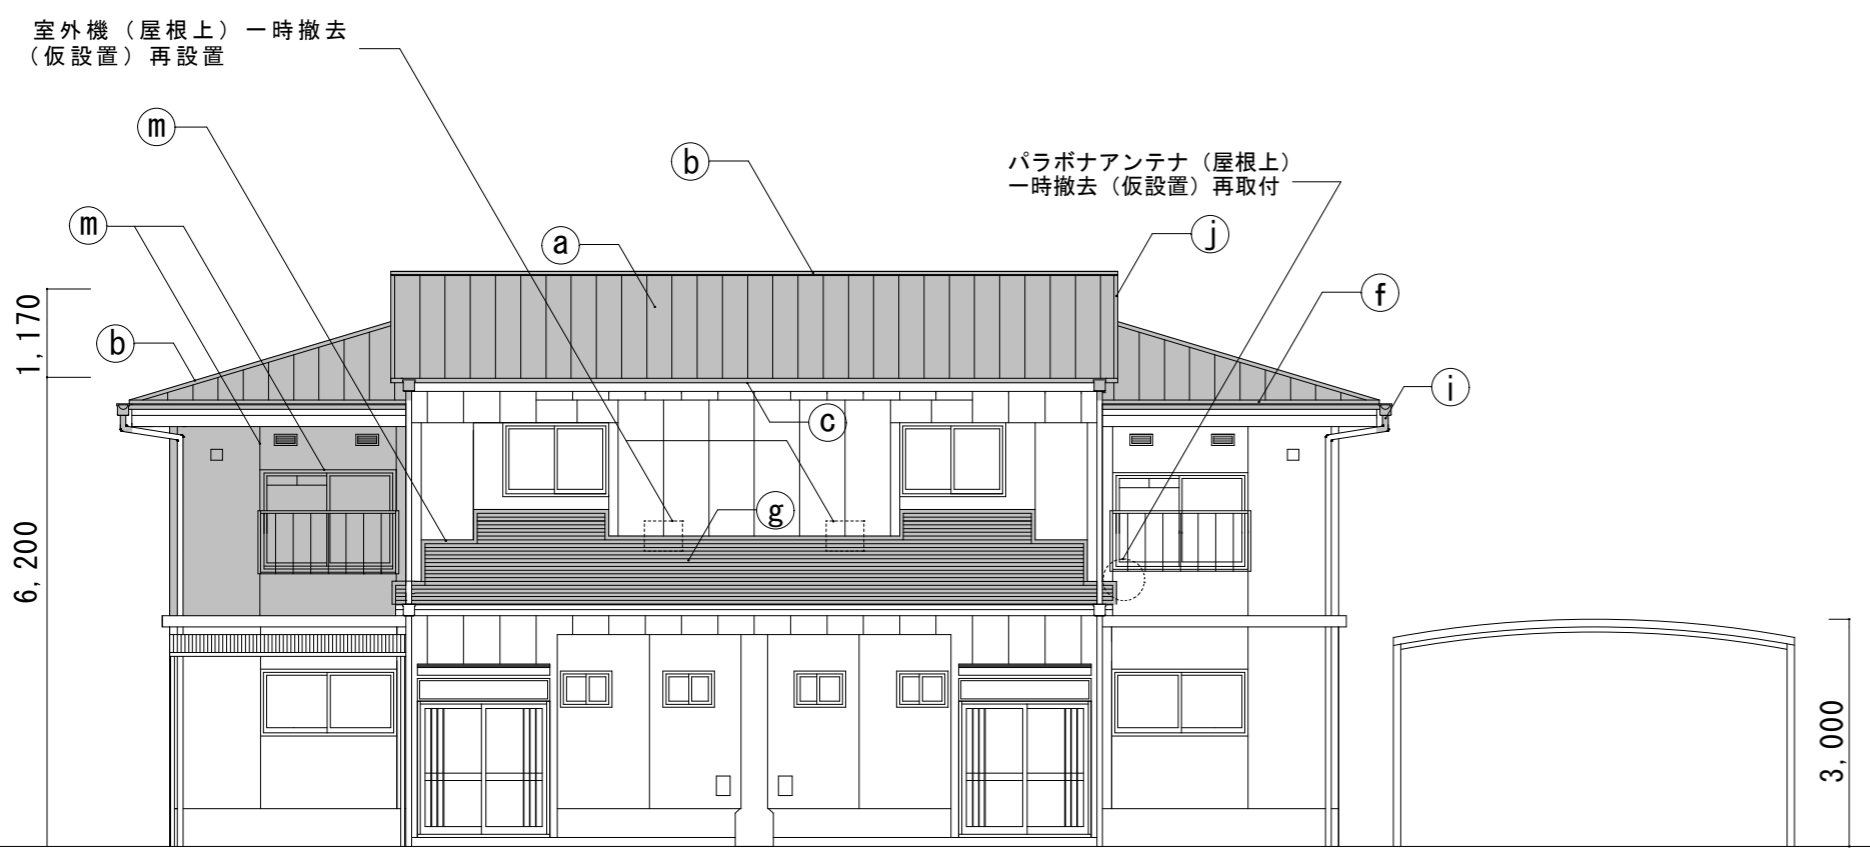 室外機（屋根上）一時撤去
（仮設置）再設置
m
b
パラボナアンテナ（屋根上）
一時撤去（仮設置）再取付
m
a
j
f
1,170
b
i
c
g
6,200
3,000